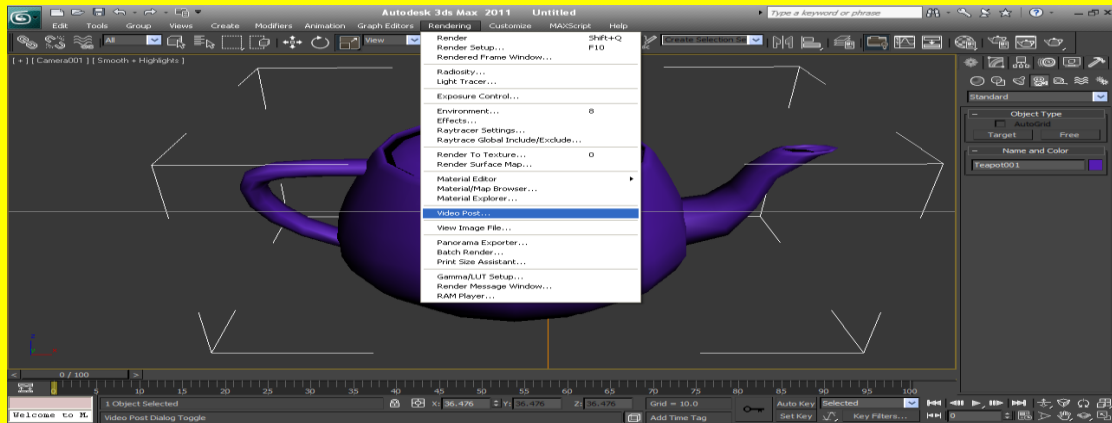 Autodesk 3ds Max 2011 Untitled
Type a keyword or phrase
Edit Tools Group Views Create Modifiers Animation Graph Editors Rendering Customize MAXScript Help
All
View
Create Selection Se
Render Shift+Q
Render Setup... F10
Rendered Frame Window...
Radiosity...
Light Tracer...
Exposure Control...
Environment... 8
Effects...
Raytracer Settings...
Raytrace Global Include/Exclude...
Render To Texture... 0
Render Surface Map...
Material Editor
Material/Map Browser...
Material Explorer...
Video Post...
View Image File...
Panorama Exporter...
Batch Render...
Print Size Assistant...
Gamma/LUT Setup...
Render Message Window...
RAM Player...
[ + ] [ Camera001 ] [ Smooth + Highlights ]
Standard
Object Type
AutoGrid
Target Free
Name and Color
Teapot001
z
0 / 100
0 5 10 15 20 25 30 35 40 45 50 55 60 65 70 75 80 85 90 95 100
1 Object Selected
X: 36.476 Y: 36.476 Z: 36.476
Grid = 10.0
Auto Key Selected
Welcome to M
Video Post Dialog Toggle
Add Time Tag
Set Key Key Filters...
0